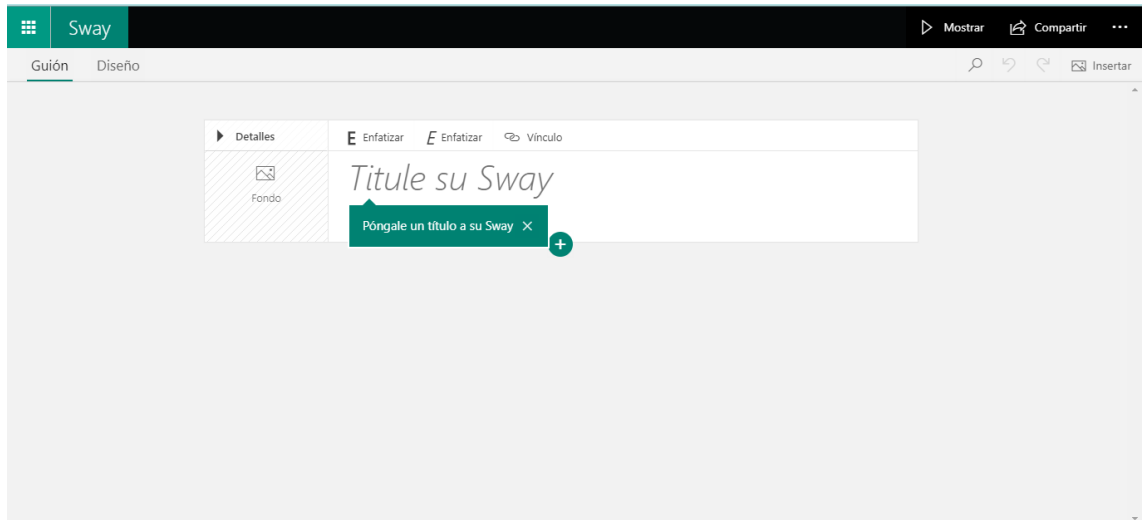 Sway
Mostrar
Compartir
Guión
Diseño
Insertar
Detalles
E Enfatizar
E Enfatizar
Vínculo
Fondo
Titule su Sway
Póngale un título a su Sway